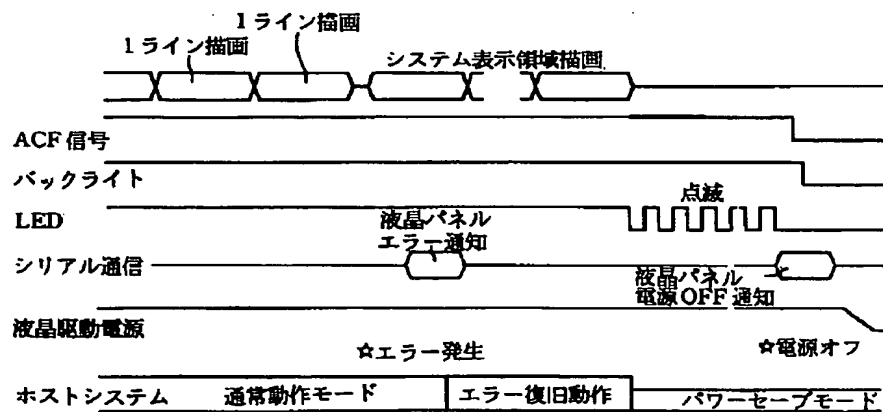 1ライン描画
1ライン描画
システム表示領域描画
ACF信号
バックライト
点滅
LED
液晶パネル
エラー通知
シリアル通信
液晶パネル
電源OFF通知
液晶駆動電源
☆エラー発生
☆電源オフ
ホストシステム
通常動作モード
エラー復旧動作
パワーセーブモード